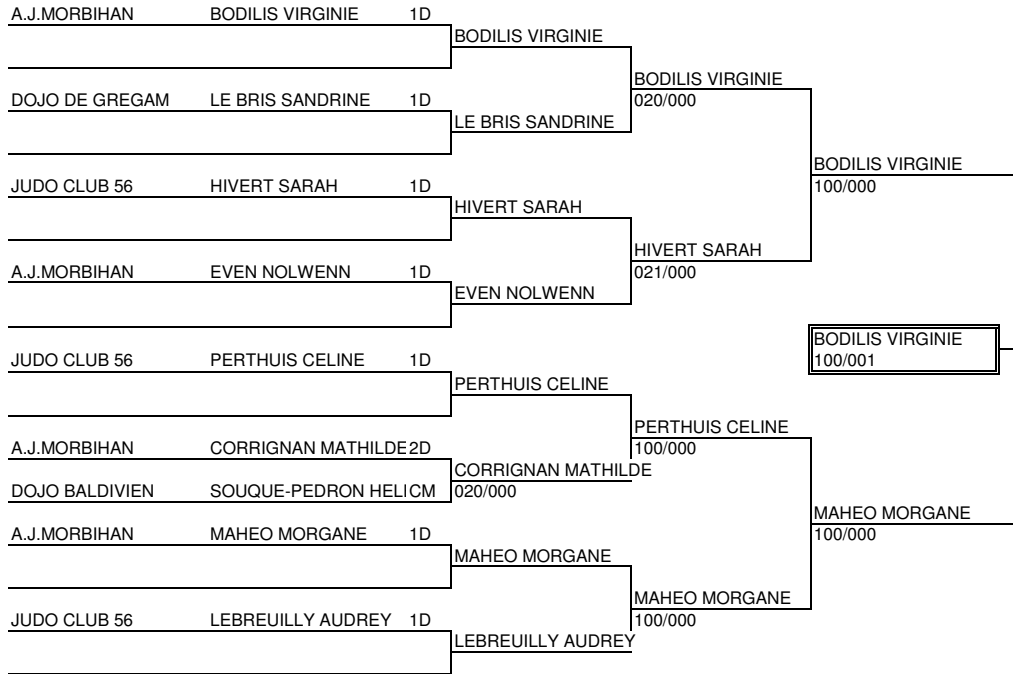 A.J.MORBIHAN BODILIS VIRGINIE 1D
BODILIS VIRGINIE
BODILIS VIRGINIE
020/000
DOJO DE GREGAM LE BRIS SANDRINE 1D
LE BRIS SANDRINE
BODILIS VIRGINIE
100/000
JUDO CLUB 56 HIVERT SARAH 1D
HIVERT SARAH
HIVERT SARAH
021/000
A.J.MORBIHAN EVEN NOLWENN 1D
EVEN NOLWENN
BODILIS VIRGINIE
100/001
JUDO CLUB 56 PERTHUIS CELINE 1D
PERTHUIS CELINE
PERTHUIS CELINE
100/000
A.J.MORBIHAN CORRIGNAN MATHILDE 2D
CORRIGNAN MATHILDE
DOJO BALDIVIEN SOUQUE-PEDRON HELI CM 020/000
MAHEO MORGANE
100/000
A.J.MORBIHAN MAHEO MORGANE 1D
MAHEO MORGANE
MAHEO MORGANE
100/000
JUDO CLUB 56 LEBREUILLY AUDREY 1D
LEBREUILLY AUDREY